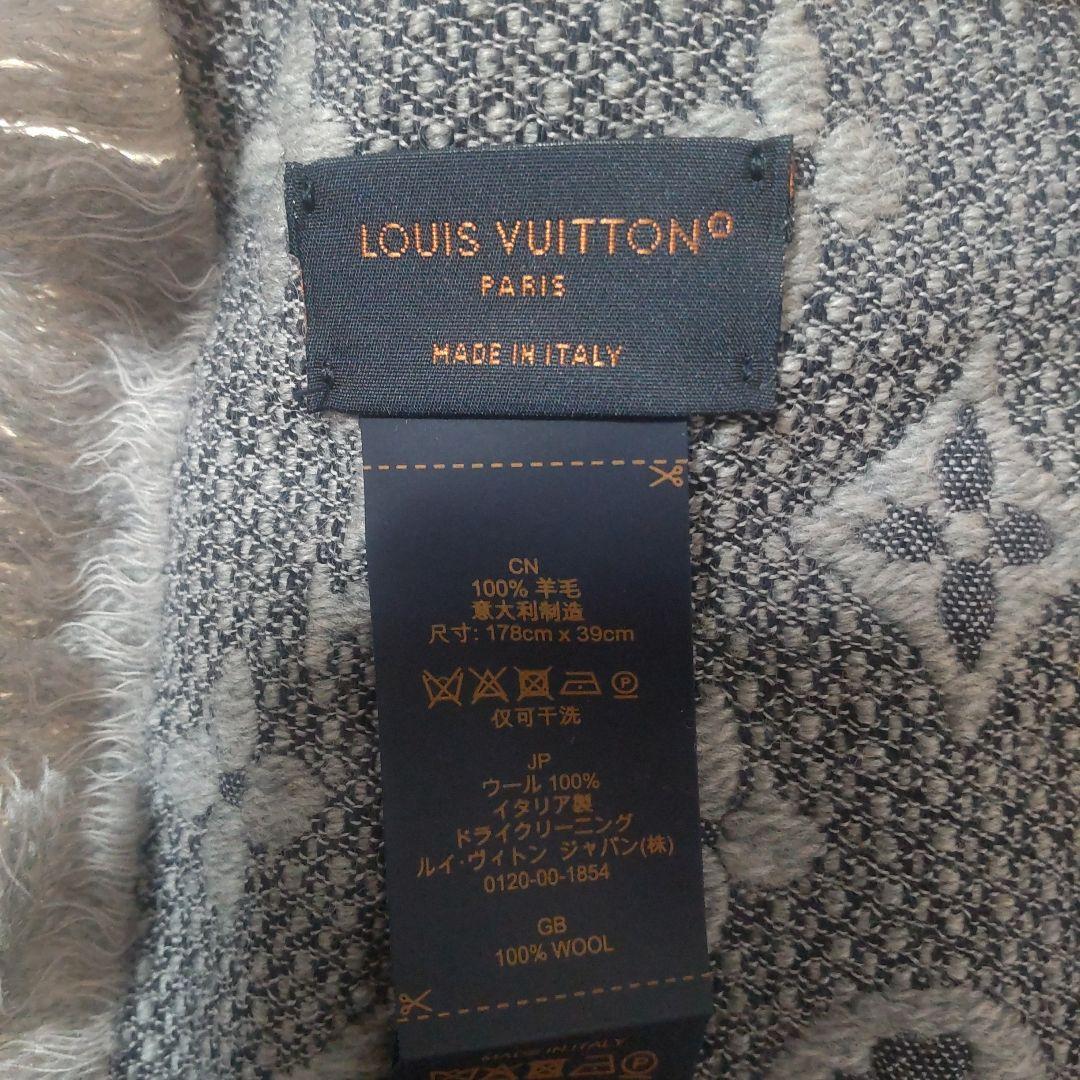 LOUIS VUITTON
PARIS
MADE IN ITALY
CN
100% 羊毛
意大利制造
尺寸: 178cm x 39cm
P
仅可干洗
JP
ウール 100%
イタリア製
ドライクリーニング
ルイ・ヴィトン ジャパン(株)
0120-00-1854
GB
100% WOOL